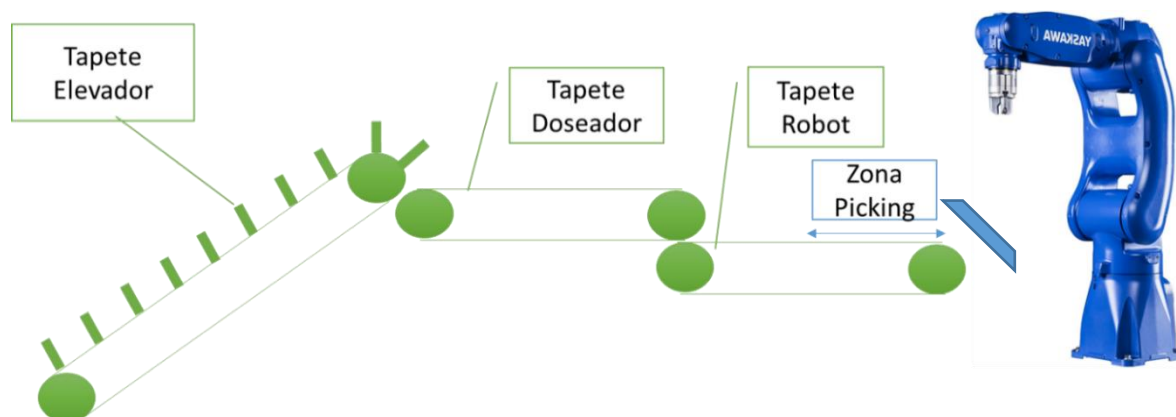 Tapete
Elevador
Tapete
Doseador
Tapete
Robot
Zona
Picking
YASKAWA